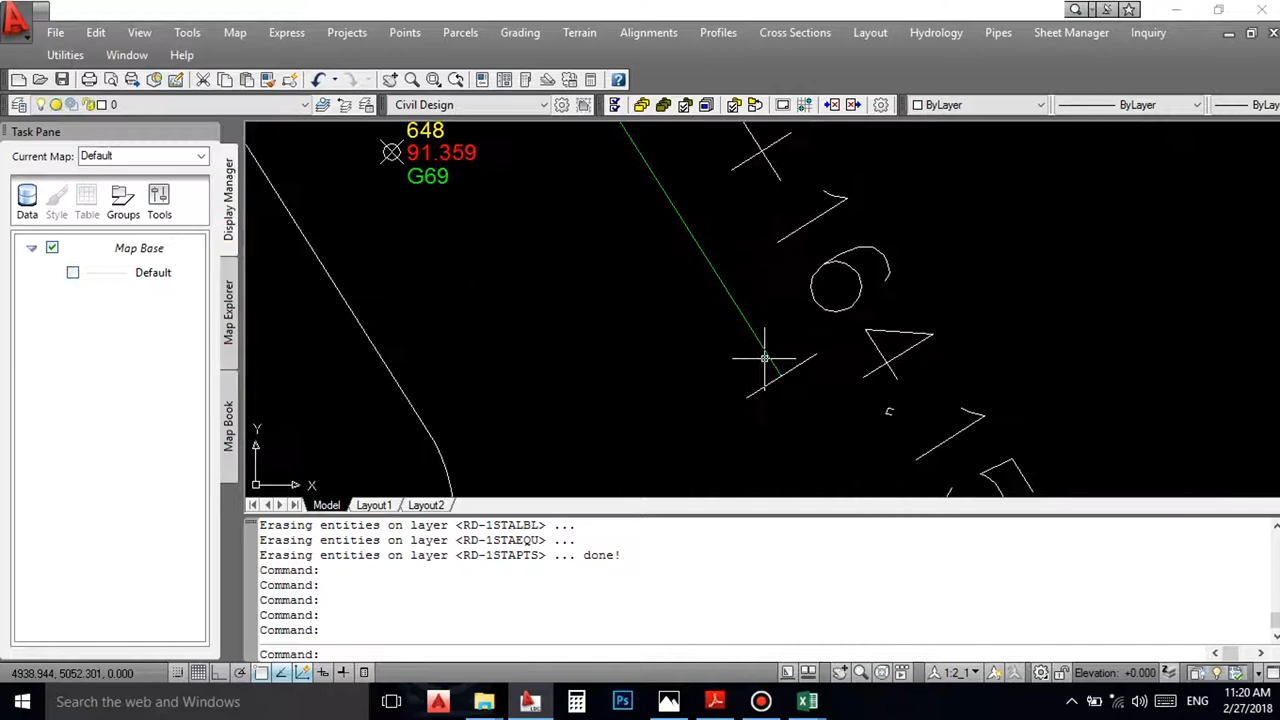 File Edit View Tools Map Express Projects Points Parcels Grading Terrain Alignments Profiles Cross Sections Layout Hydrology Pipes Sheet Manager Inquiry
Utilities Window Help
0 Civil Design ByLayer ByLayer ByLay
Task Pane
Current Map: Default
Data Style Table Groups Tools
Display Manager
Map Explorer
Map Book
Map Base
Default
648
91.359
G69
+164.15
Y
X
Model Layout1 Layout2
Erasing entities on layer <RD-1STALBL> ...
Erasing entities on layer <RD-1STAEQU> ...
Erasing entities on layer <RD-1STAPTS> ... done!
Command:
Command:
Command:
Command:
Command:
Command:
4938.944, 5052.301, 0.000 1:2_1 Elevation: +0.000
Search the web and Windows
ENG
11:20 AM
2/27/2018